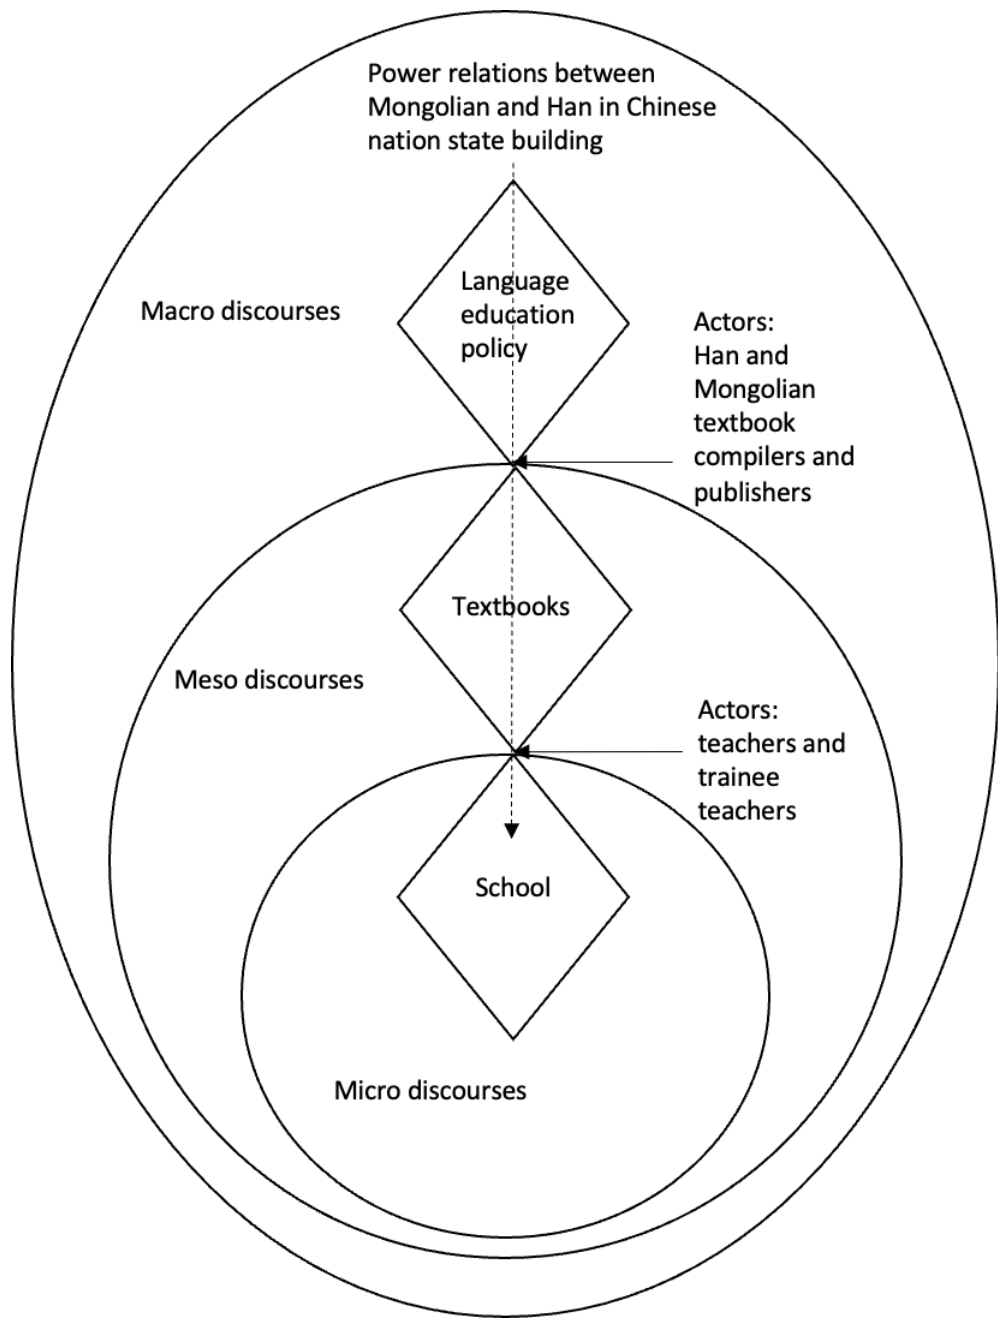 Power relations between
Mongolian and Han in Chinese
nation state building
Language
education
policy
Macro discourses
Actors:
Han and
Mongolian
textbook
compilers and
publishers
Textbooks
Meso discourses
Actors:
teachers and
trainee
teachers
School
Micro discourses